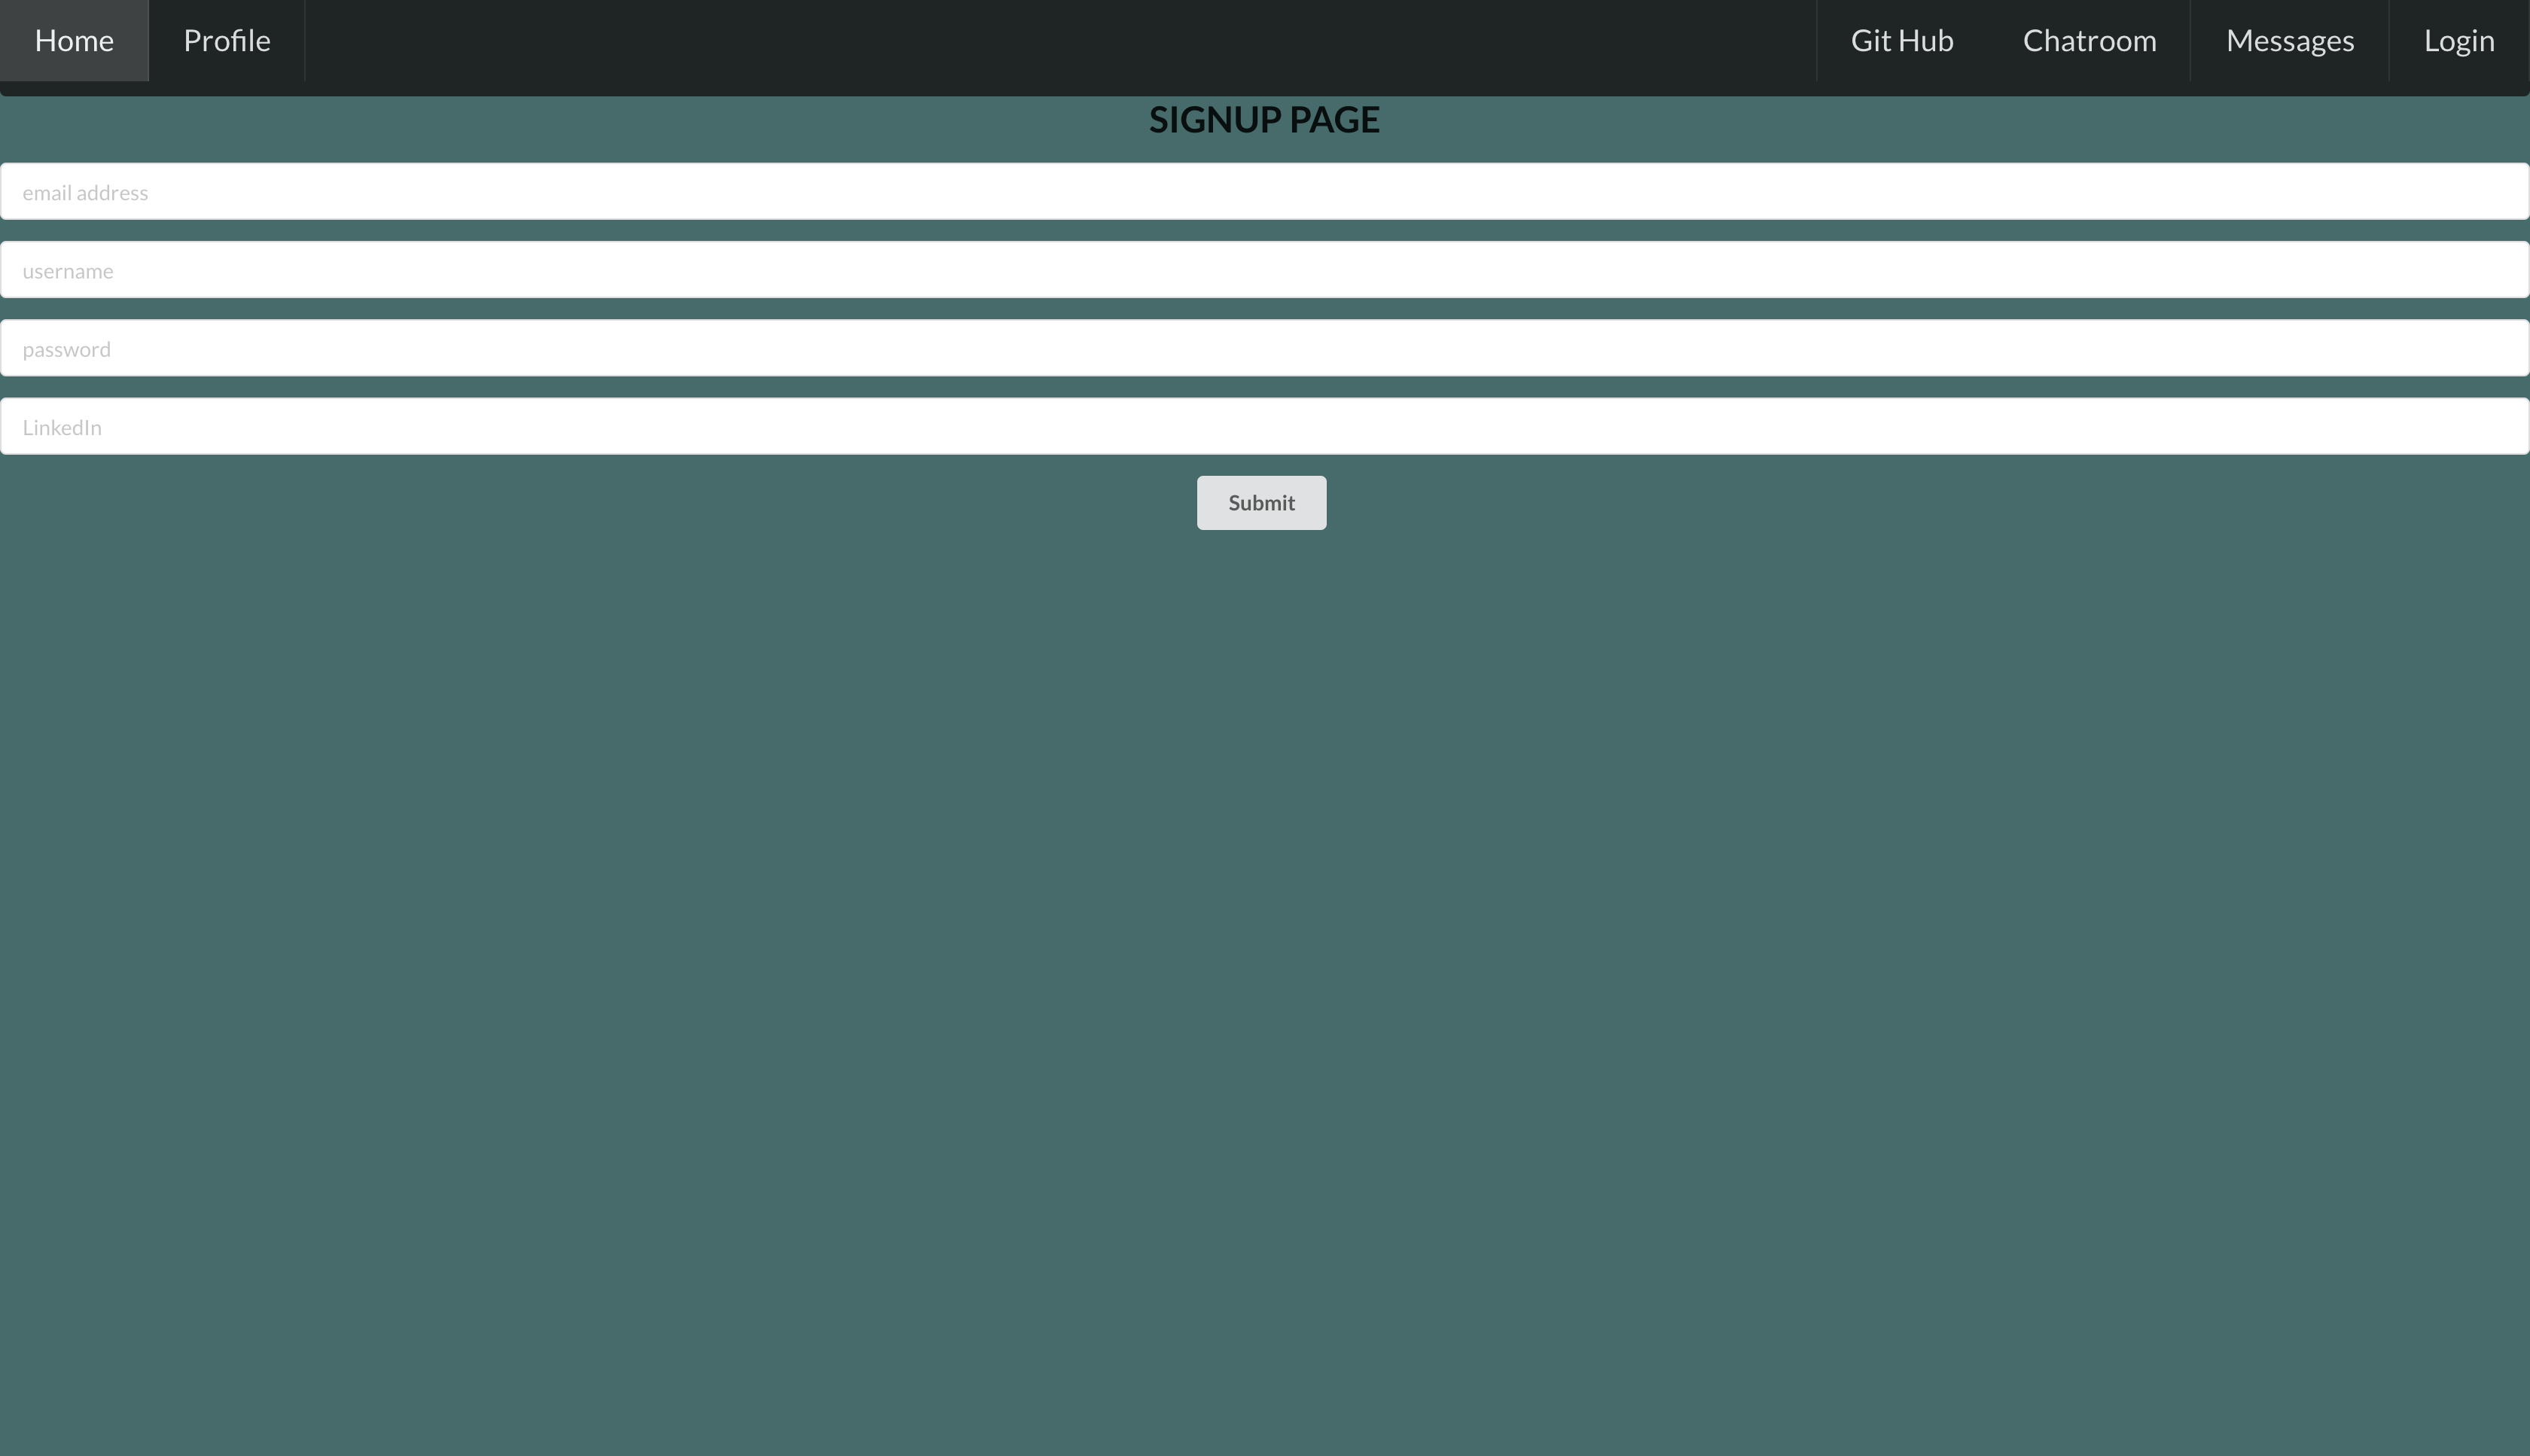 Home Profile Git Hub Chatroom Messages Login
SIGNUP PAGE
email address
username
password
LinkedIn
Submit